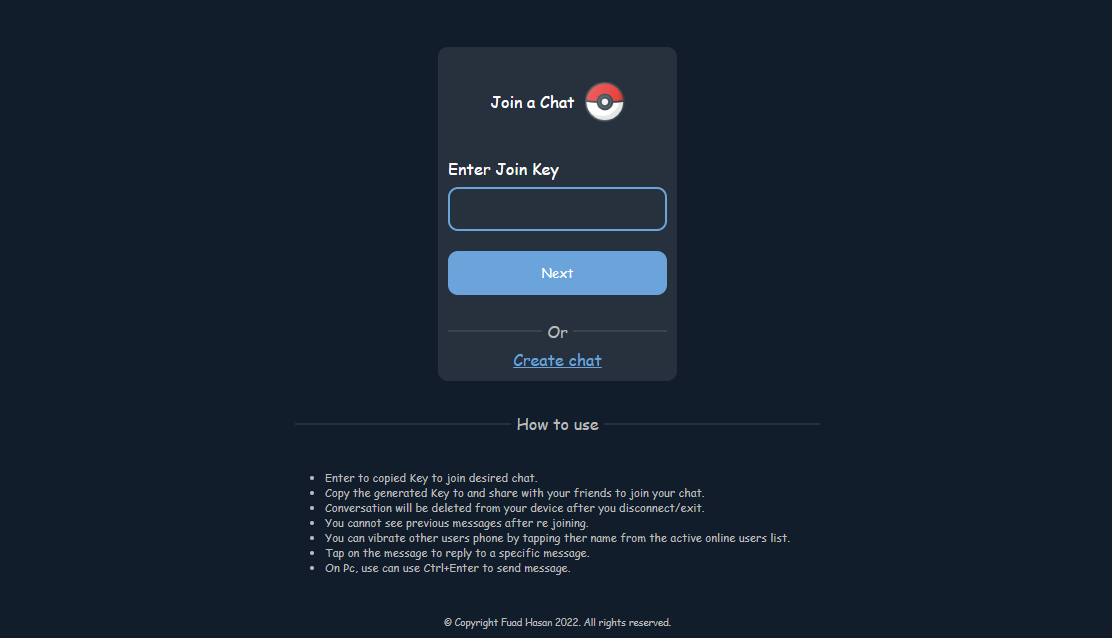 Join a Chat
Enter Join Key
Next
Or
Create chat
How to use
Enter to copied Key to join desired chat.
Copy the generated Key to and share with your friends to join your chat.
Conversation will be deleted from your device after you disconnect/exit.
You cannot see previous messages after re joining.
You can vibrate other users phone by tapping ther name from the active online users list.
Tap on the message to reply to a specific message.
On Pc, use can use Ctrl+Enter to send message.
© Copyright Fuad Hasan 2022. All rights reserved.